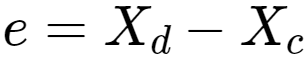 e = X_d − X_c